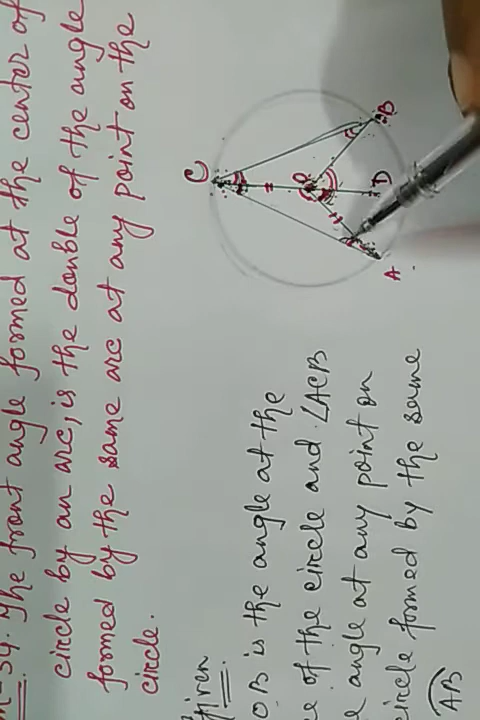 m-54. The front angle formed at the center of
circle by an arc, is the double of the angle
formed by the same arc at any point on the
circle.
Given
OB is the angle at the
of the circle and ∠ACB
angle at any point on
circle formed by the same
AB
C
O
B
D
A